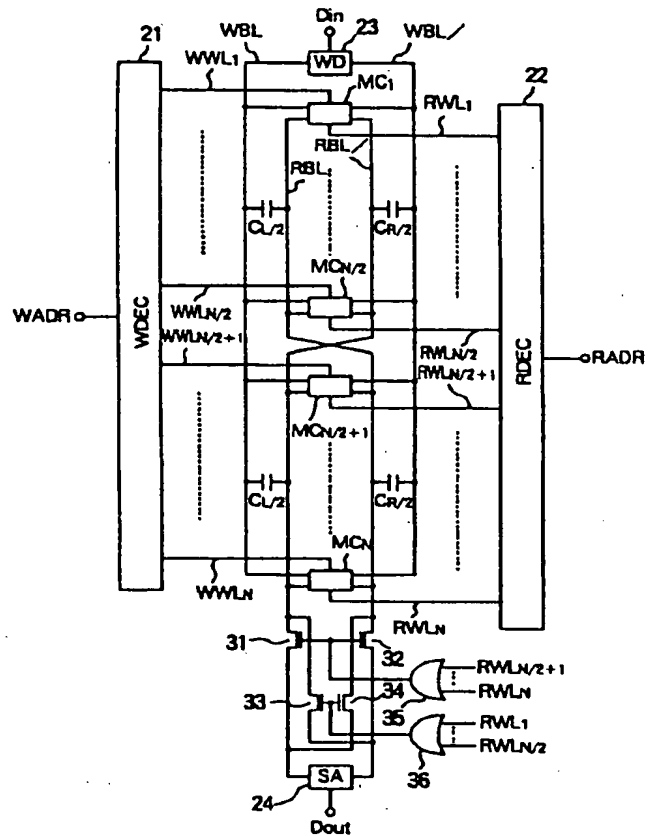 Din
WBL
23
WBL/
21
WD
WWL1
MC1
22
RWL1
RBL
RBL/
CL/2
CR/2
MCN/2
WADR
WDEC
WWLN/2
WWLN/2+1
RWLN/2
RWLN/2+1
RDEC
RADR
MCN/2+1
CL/2
CR/2
MCN
WWLN
RWLN
31
32
RWLN/2+1
RWLN
35
33
34
RWL1
RWLN/2
36
SA
24
Dout